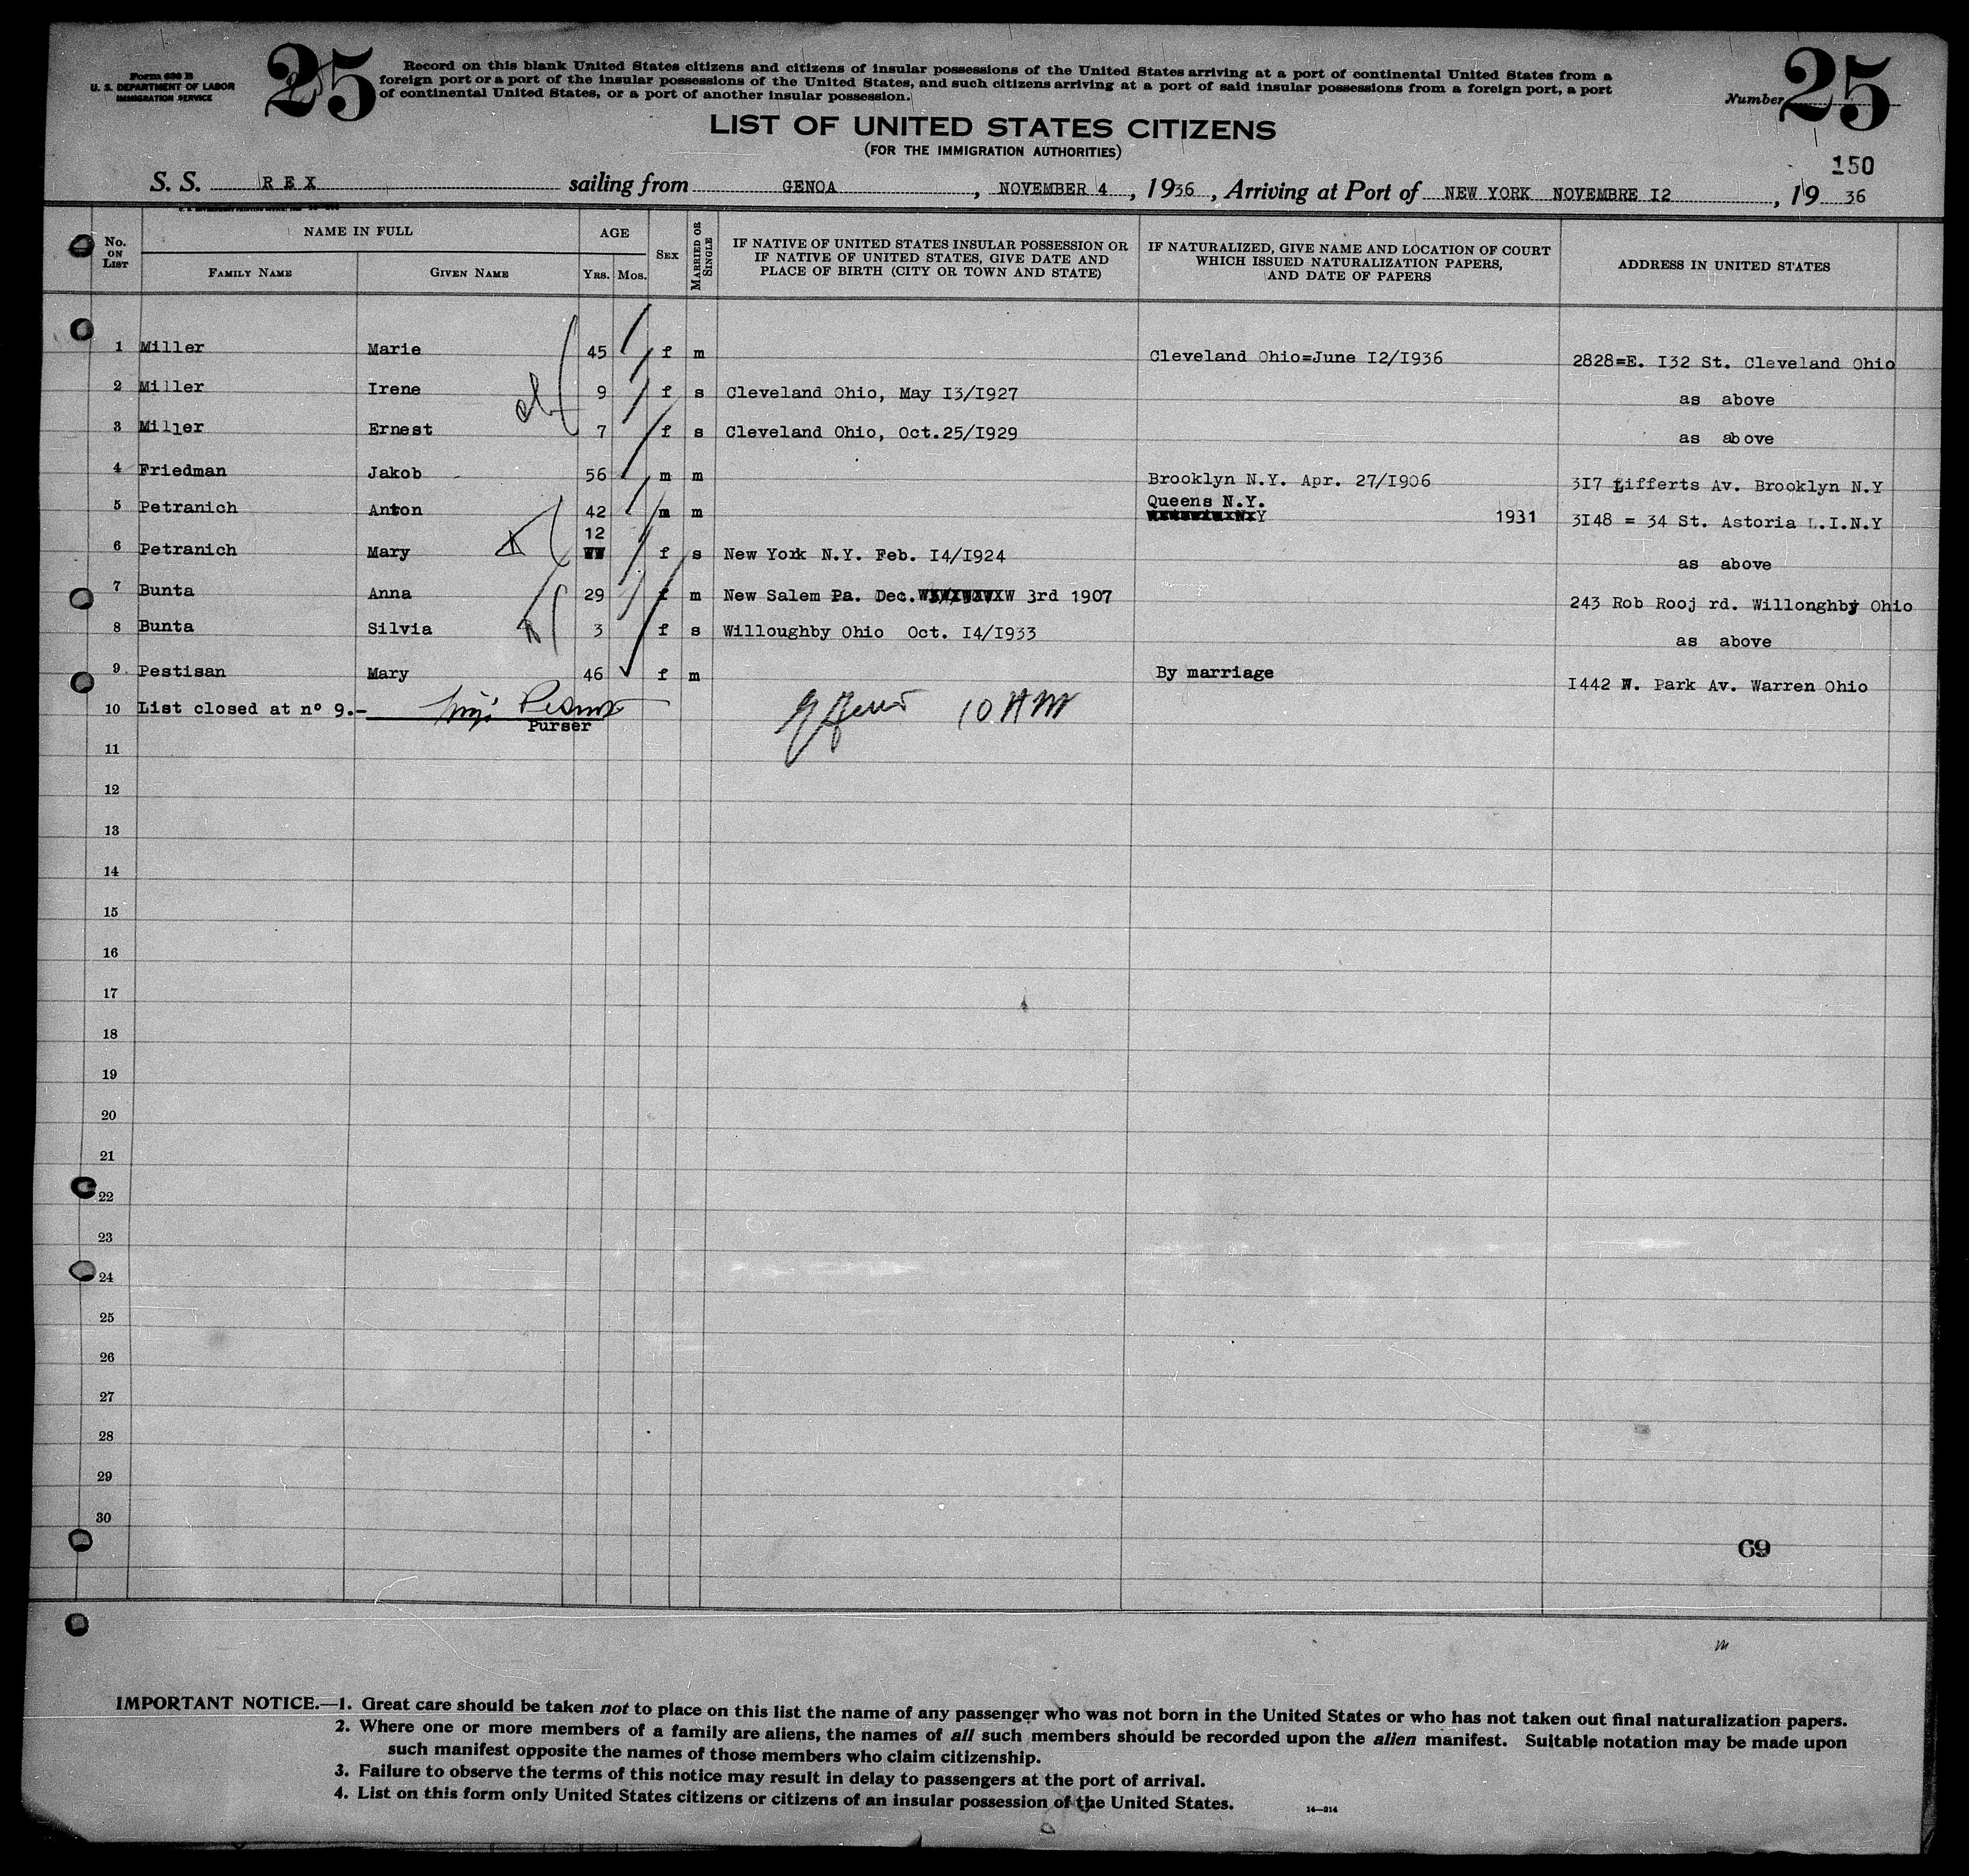 Form 630 B
U. S. DEPARTMENT OF LABOR
IMMIGRATION SERVICE
25
Record on this blank United States citizens and citizens of insular possessions of the United States arriving at a port of continental United States from a
foreign port or a port of the insular possessions of the United States, and such citizens arriving at a port of said insular possessions from a foreign port, a port
of continental United States, or a port of another insular possession.
Number 25
LIST OF UNITED STATES CITIZENS
(FOR THE IMMIGRATION AUTHORITIES)
150
S. S. REX sailing from GENOA, NOVEMBER 4, 1936, Arriving at Port of NEW YORK NOVEMBRE I2, 19 36
No. ON LIST
NAME IN FULL
FAMILY NAME GIVEN NAME
AGE
YRS. MOS.
SEX
MARRIED OR SINGLE
IF NATIVE OF UNITED STATES INSULAR POSSESSION OR
IF NATIVE OF UNITED STATES, GIVE DATE AND
PLACE OF BIRTH (CITY OR TOWN AND STATE)
IF NATURALIZED, GIVE NAME AND LOCATION OF COURT
WHICH ISSUED NATURALIZATION PAPERS,
AND DATE OF PAPERS
ADDRESS IN UNITED STATES
1 Miller Marie 45 f m Cleveland Ohio=June I2/I936 2828=E. I32 St. Cleveland Ohio
2 Miller Irene 9 f s Cleveland Ohio, May I3/I927 as above
3 Miller Ernest 7 f s Cleveland Ohio, Oct.25/I929 as above
4 Friedman Jakob 56 m m Brooklyn N.Y. Apr. 27/I906 3I7 Lifferts Av. Brooklyn N.Y
5 Petranich Anton 42 m m Queens N.Y. 1931 3I48 = 34 St. Astoria L.I.N.Y
6 Petranich Mary 12 f s New York N.Y. Feb. I4/I924 as above
7 Bunta Anna 29 f m New Salem Pa. Dec. 3rd 1907 243 Rob Rooj rd. Willonghby Ohio
8 Bunta Silvia 3 f s Willoughby Ohio Oct. I4/I933 as above
9 Pestisan Mary 46 f m By marriage I442 W. Park Av. Warren Ohio
10 List closed at nº 9.-
Purser
10 AM
11
12
13
14
15
16
17
18
19
20
21
22
23
24
25
26
27
28
29
30
69
m
IMPORTANT NOTICE.—1. Great care should be taken not to place on this list the name of any passenger who was not born in the United States or who has not taken out final naturalization papers.
2. Where one or more members of a family are aliens, the names of all such members should be recorded upon the alien manifest. Suitable notation may be made upon
such manifest opposite the names of those members who claim citizenship.
3. Failure to observe the terms of this notice may result in delay to passengers at the port of arrival.
4. List on this form only United States citizens or citizens of an insular possession of the United States.
14—314